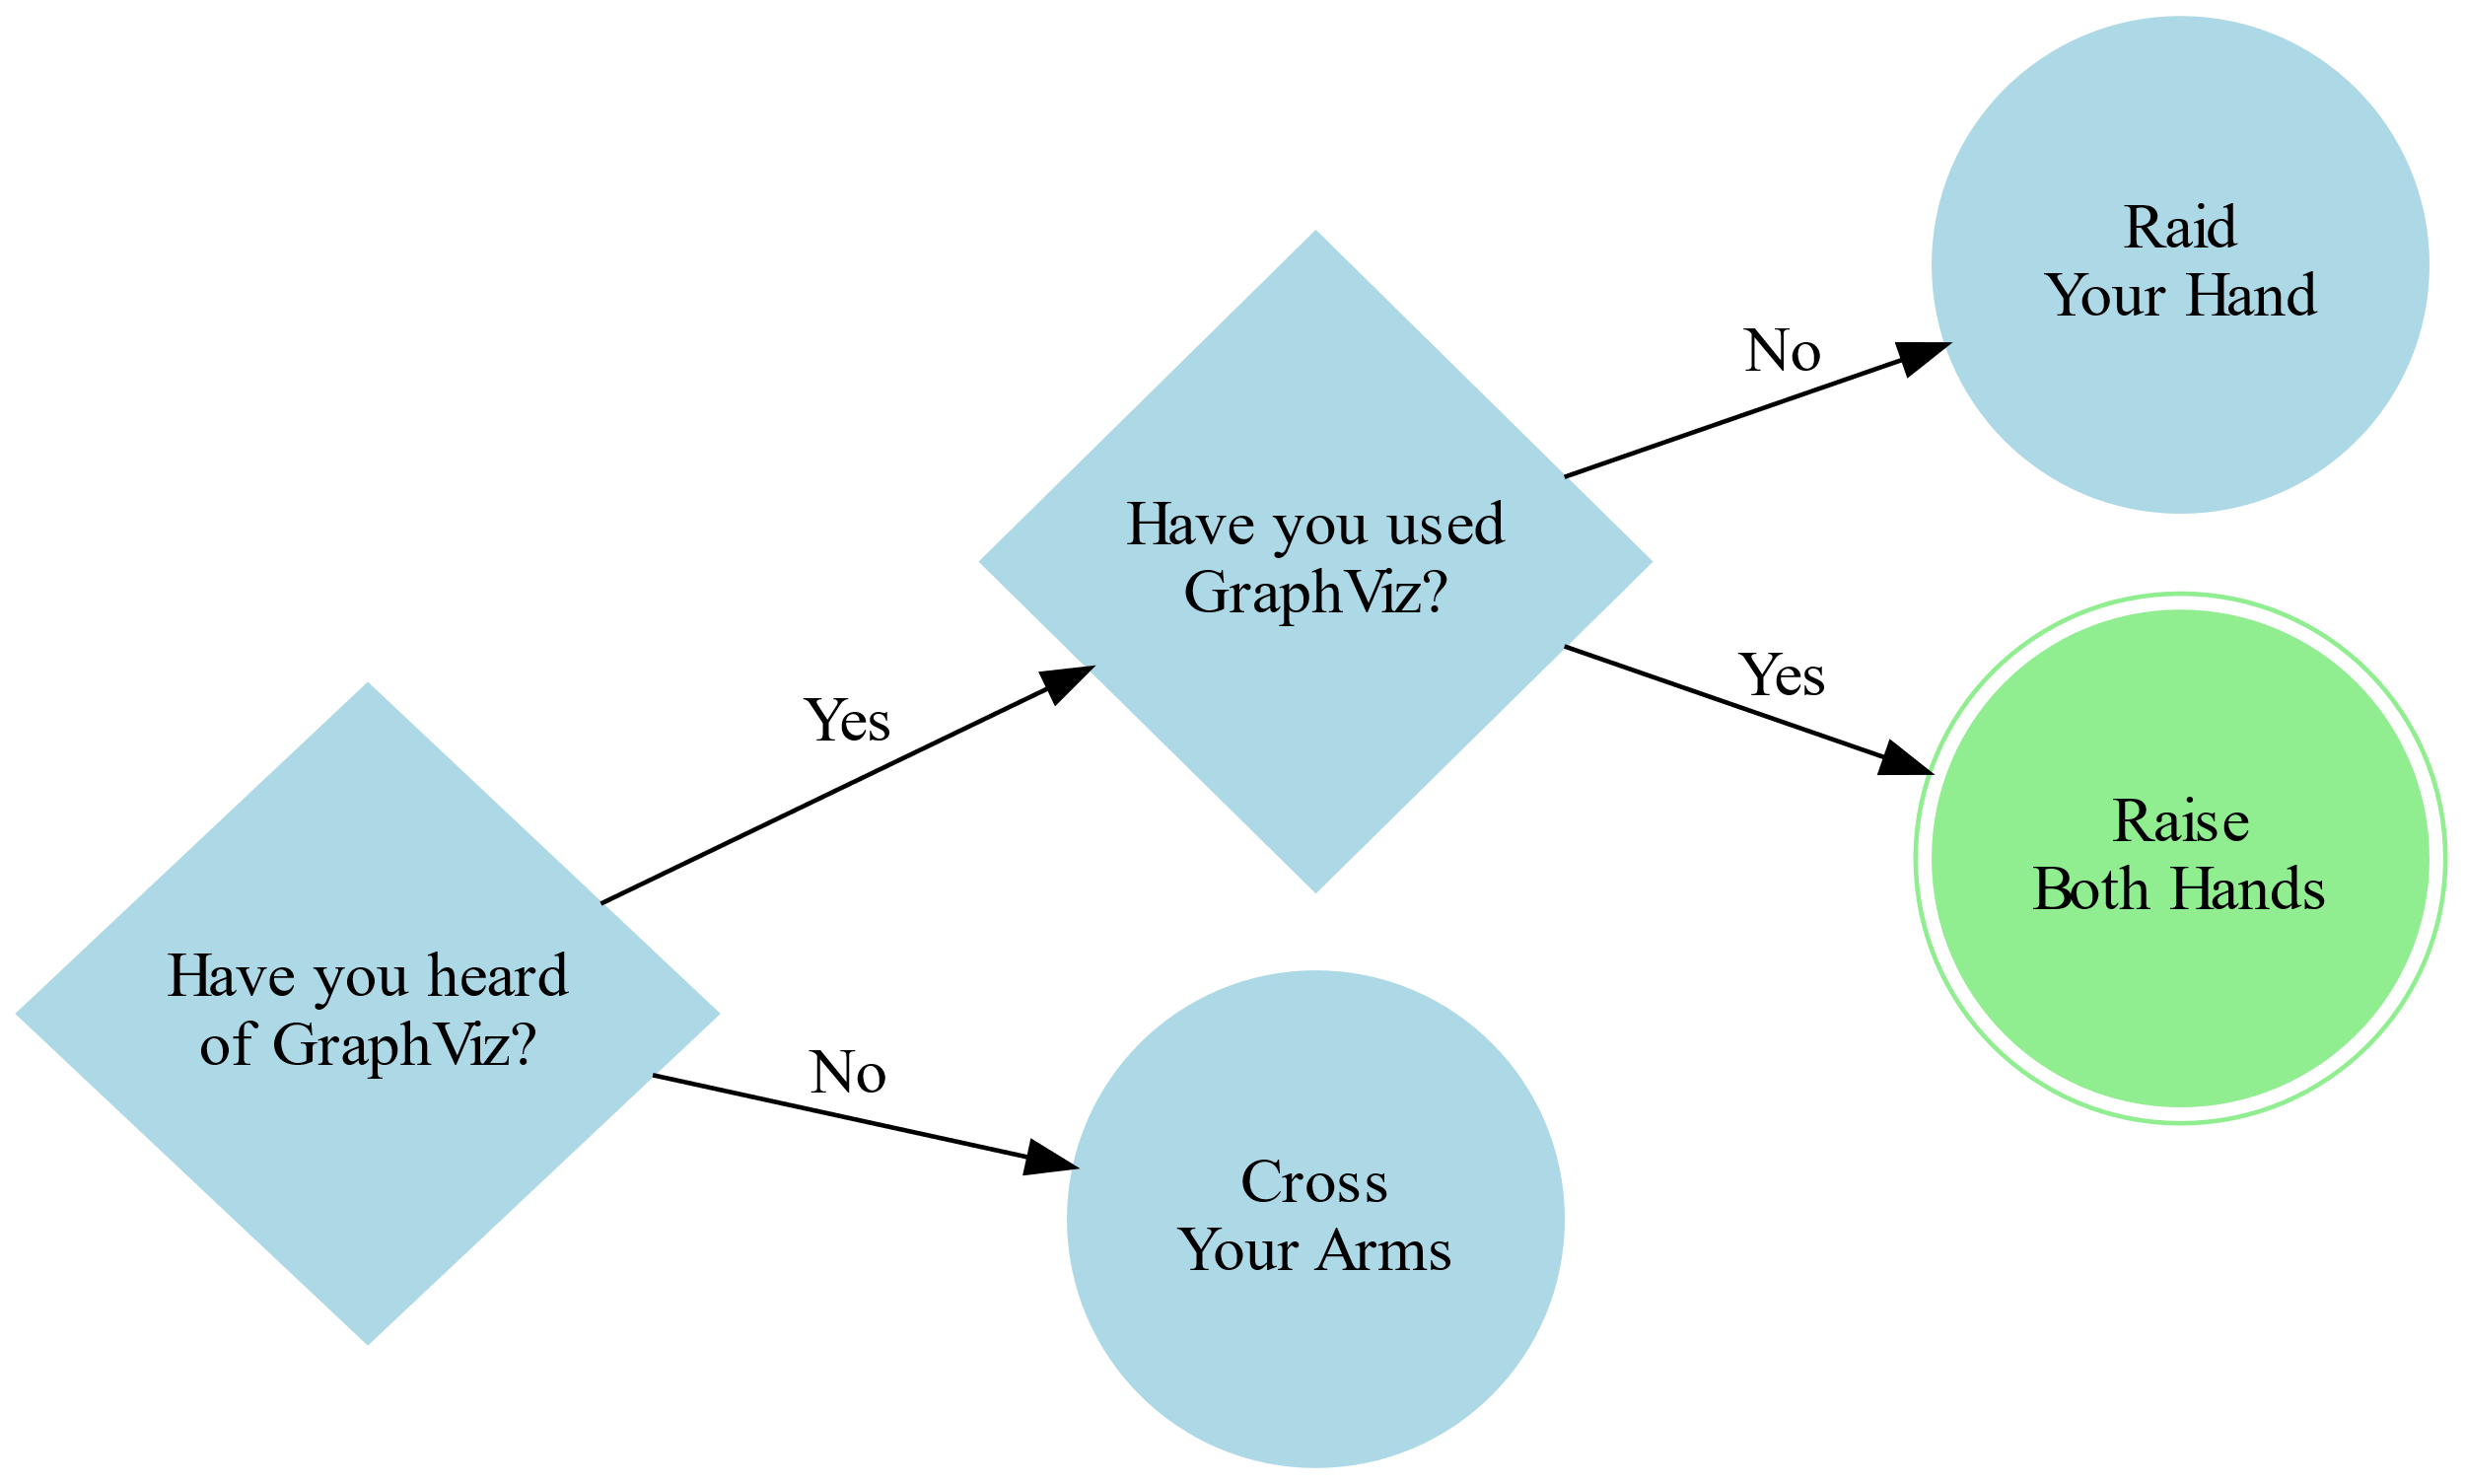 Have you heard
of GraphViz?
Yes
No
Have you used
GraphViz?
Cross
Your Arms
No
Yes
Raid
Your Hand
Raise
Both Hands